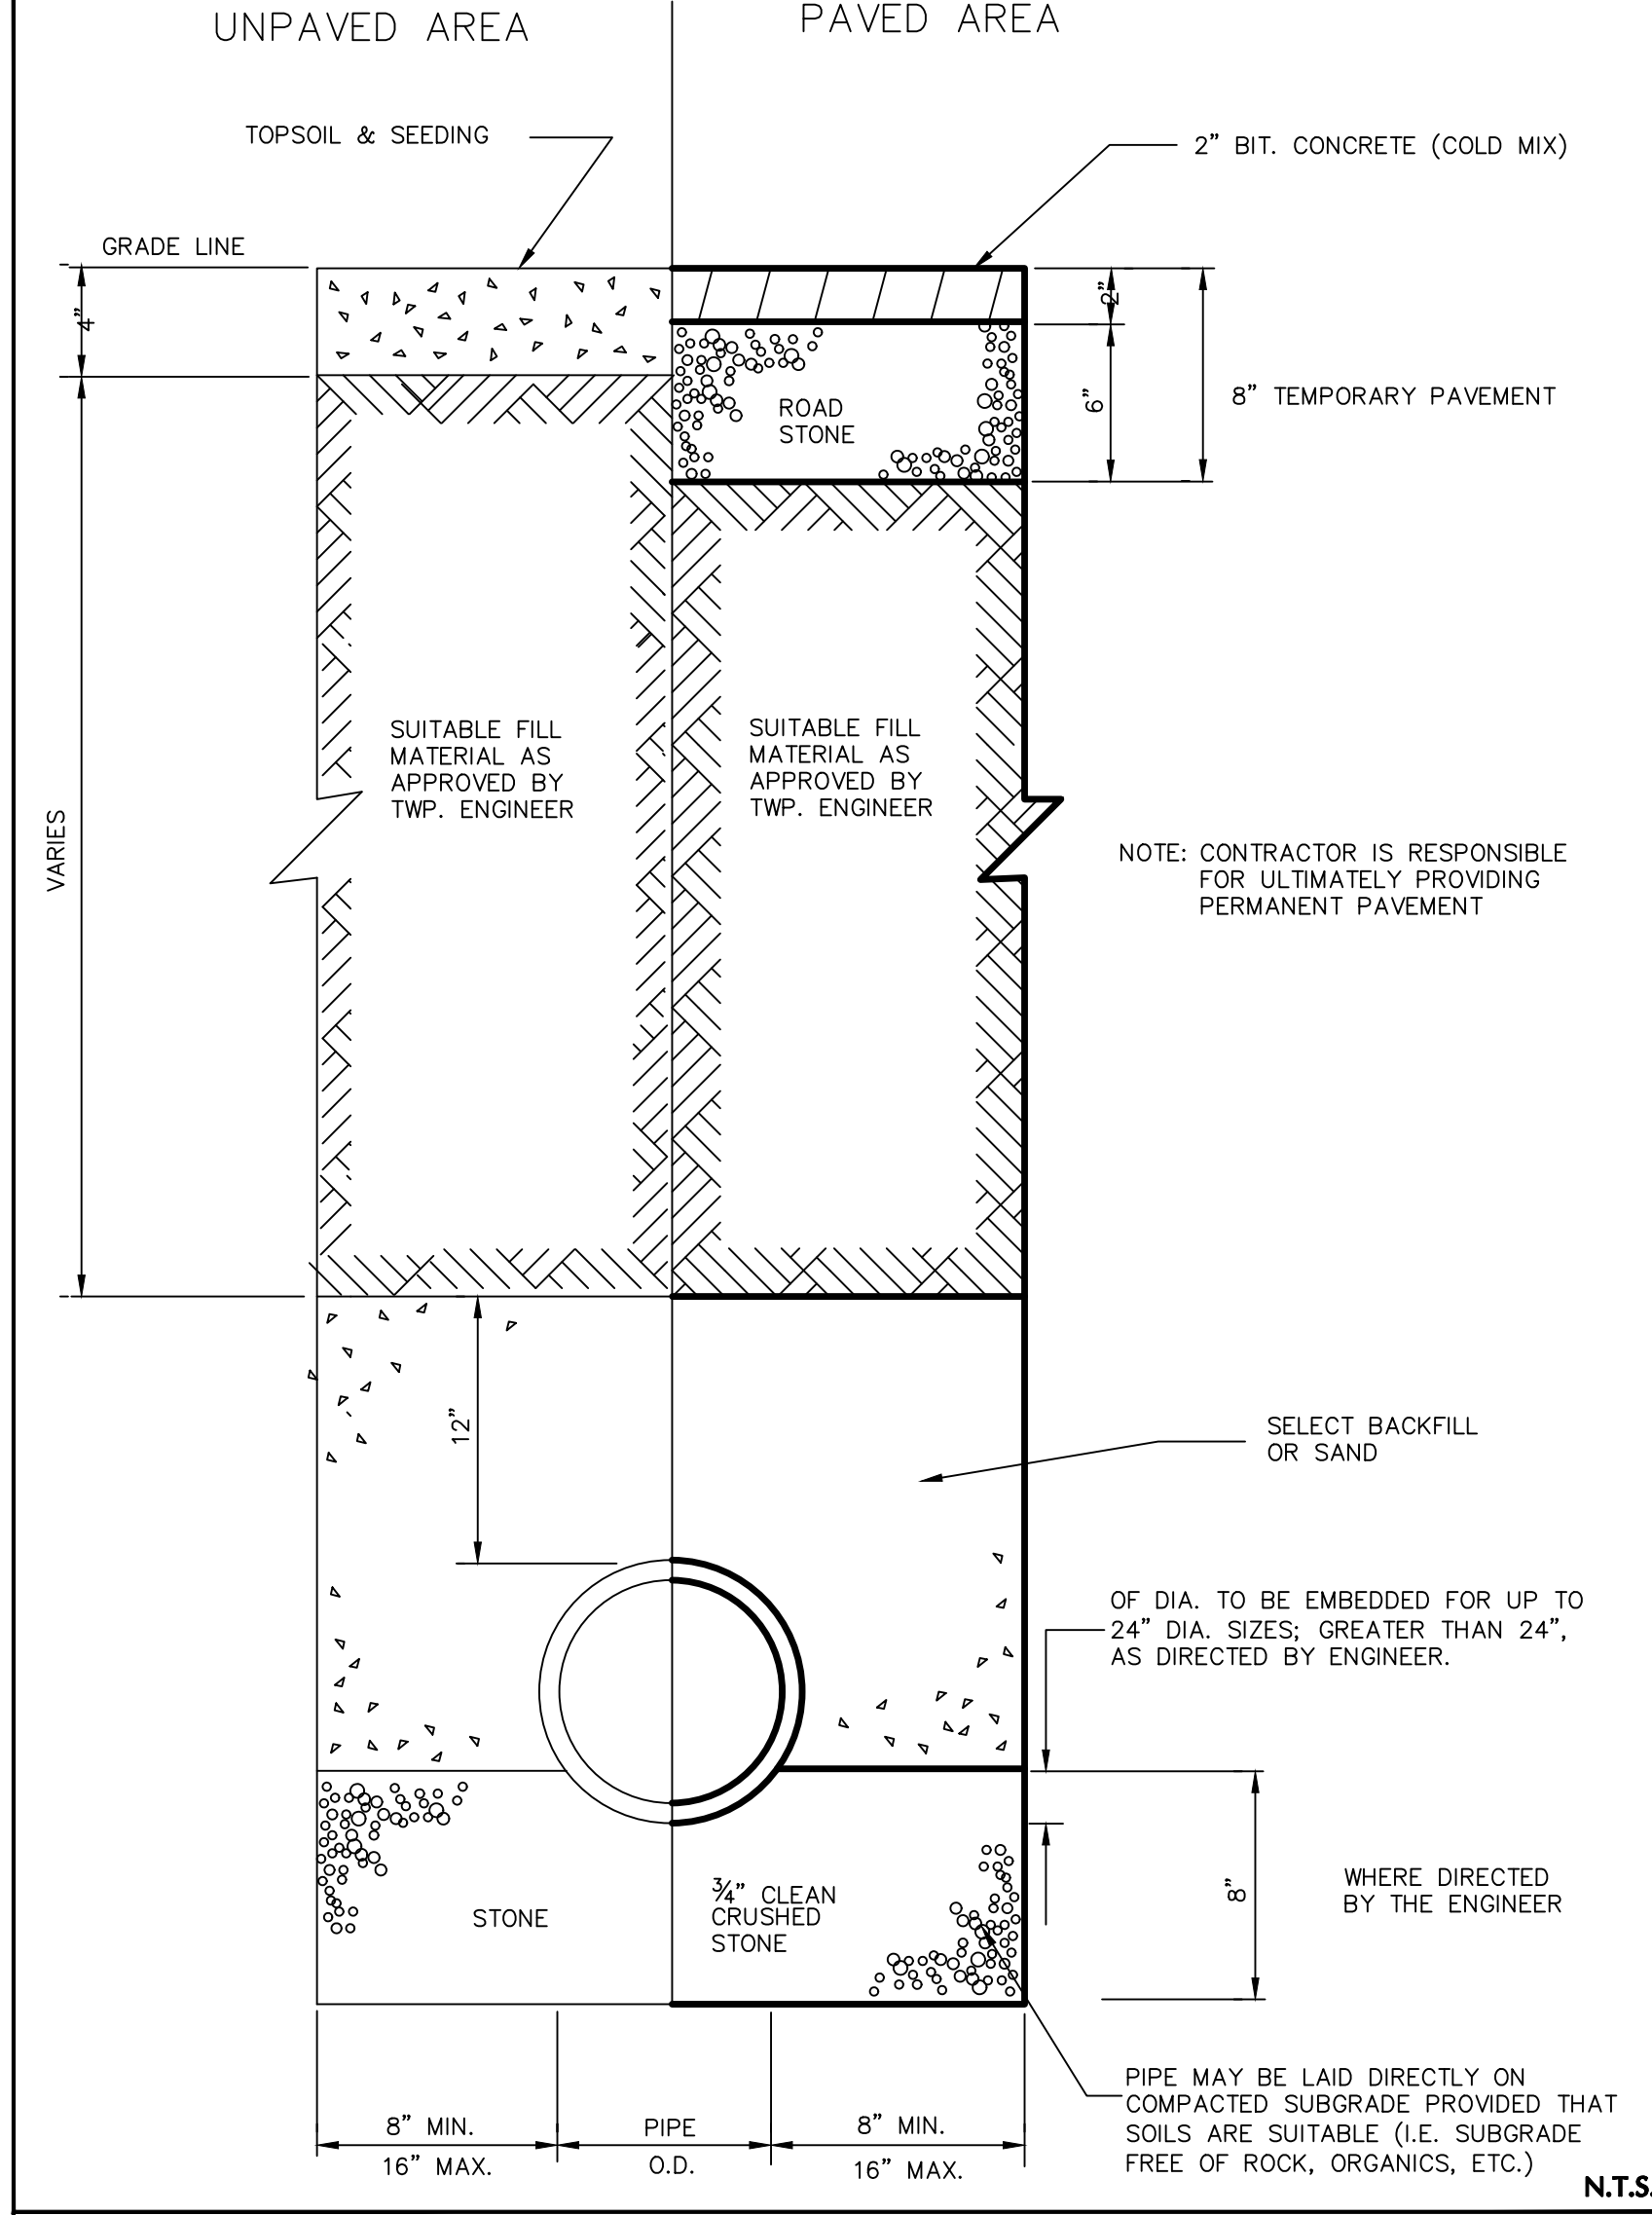 UNPAVED AREA
PAVED AREA
TOPSOIL & SEEDING
2" BIT. CONCRETE (COLD MIX)
GRADE LINE
4"
2"
6"
8" TEMPORARY PAVEMENT
ROAD
STONE
SUITABLE FILL
MATERIAL AS
APPROVED BY
TWP. ENGINEER
SUITABLE FILL
MATERIAL AS
APPROVED BY
TWP. ENGINEER
VARIES
NOTE: CONTRACTOR IS RESPONSIBLE
FOR ULTIMATELY PROVIDING
PERMANENT PAVEMENT
12"
SELECT BACKFILL
OR SAND
OF DIA. TO BE EMBEDDED FOR UP TO
24" DIA. SIZES; GREATER THAN 24",
AS DIRECTED BY ENGINEER.
8"
WHERE DIRECTED
BY THE ENGINEER
STONE
¾" CLEAN
CRUSHED
STONE
PIPE MAY BE LAID DIRECTLY ON
COMPACTED SUBGRADE PROVIDED THAT
SOILS ARE SUITABLE (I.E. SUBGRADE
FREE OF ROCK, ORGANICS, ETC.)
8" MIN.
16" MAX.
PIPE
O.D.
8" MIN.
16" MAX.
N.T.S.